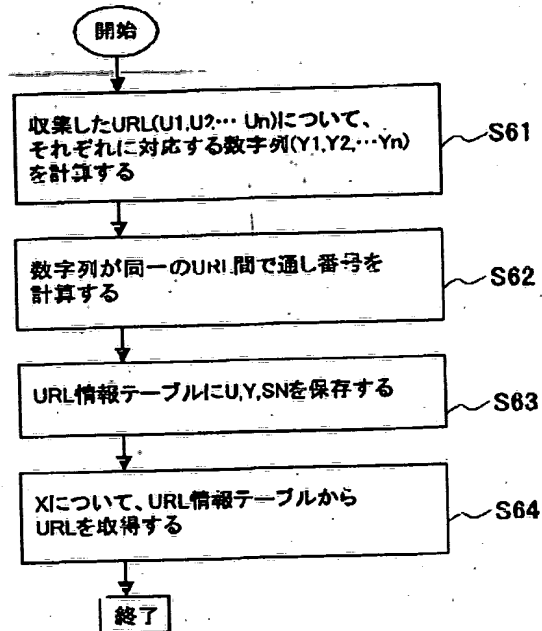 開始
収集したURL(U1,U2… Un)について、
それぞれに対応する数字列(Y1,Y2,…Yn)
を計算する
S61
数字列が同一のURL間で通し番号を
計算する
S62
URL情報テーブルにU,Y,SNを保存する
S63
Xについて、URL情報テーブルから
URLを取得する
S64
終了